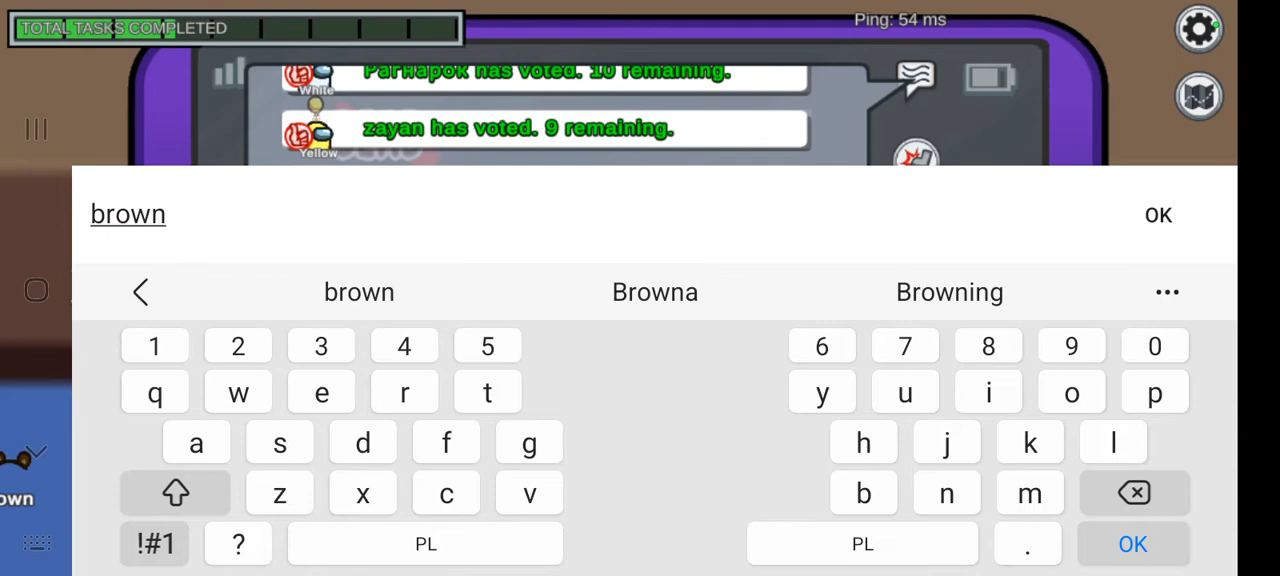 TOTAL TASKS COMPLETED
Ping: 54 ms
Parkapok has voted. 10 remaining.
White
zayan has voted. 9 remaining.
Yellow
brown
OK
brown Browna Browning
1 2 3 4 5 6 7 8 9 0
q w e r t y u i o p
a s d f g h j k l
z x c v b n m
own
!#1 ? PL PL . OK